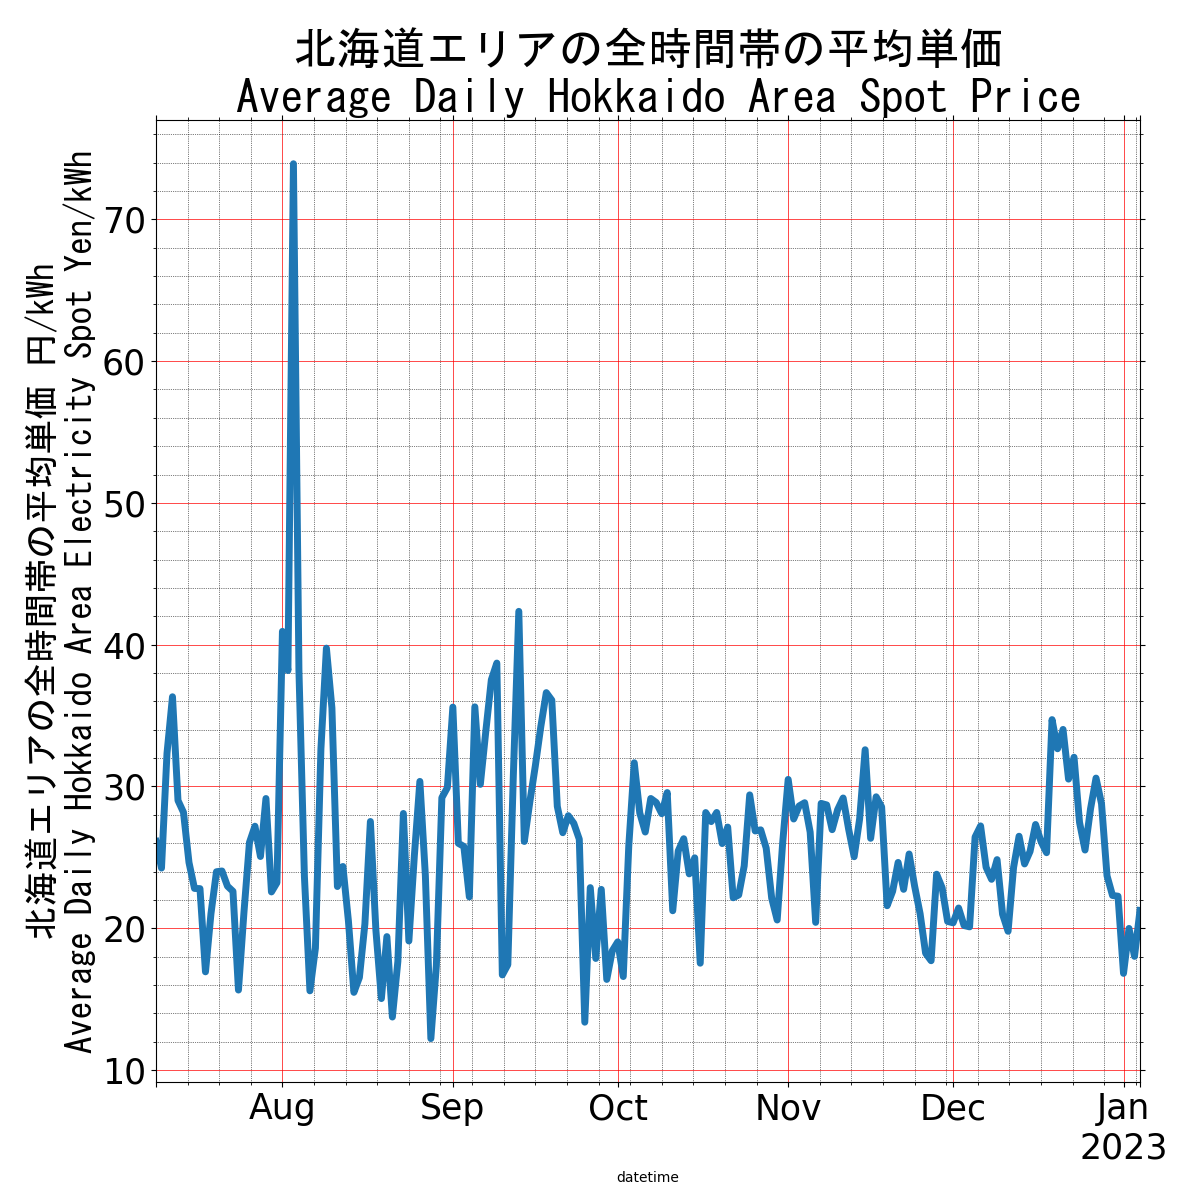 北海道エリアの全時間帯の平均単価
Average Daily Hokkaido Area Spot Price
北海道エリアの全時間帯の平均単価 円/kWh
Average Daily Hokkaido Area Electricity Spot Yen/kWh
70
60
50
40
30
20
10
Aug Sep Oct Nov Dec Jan
2023
datetime